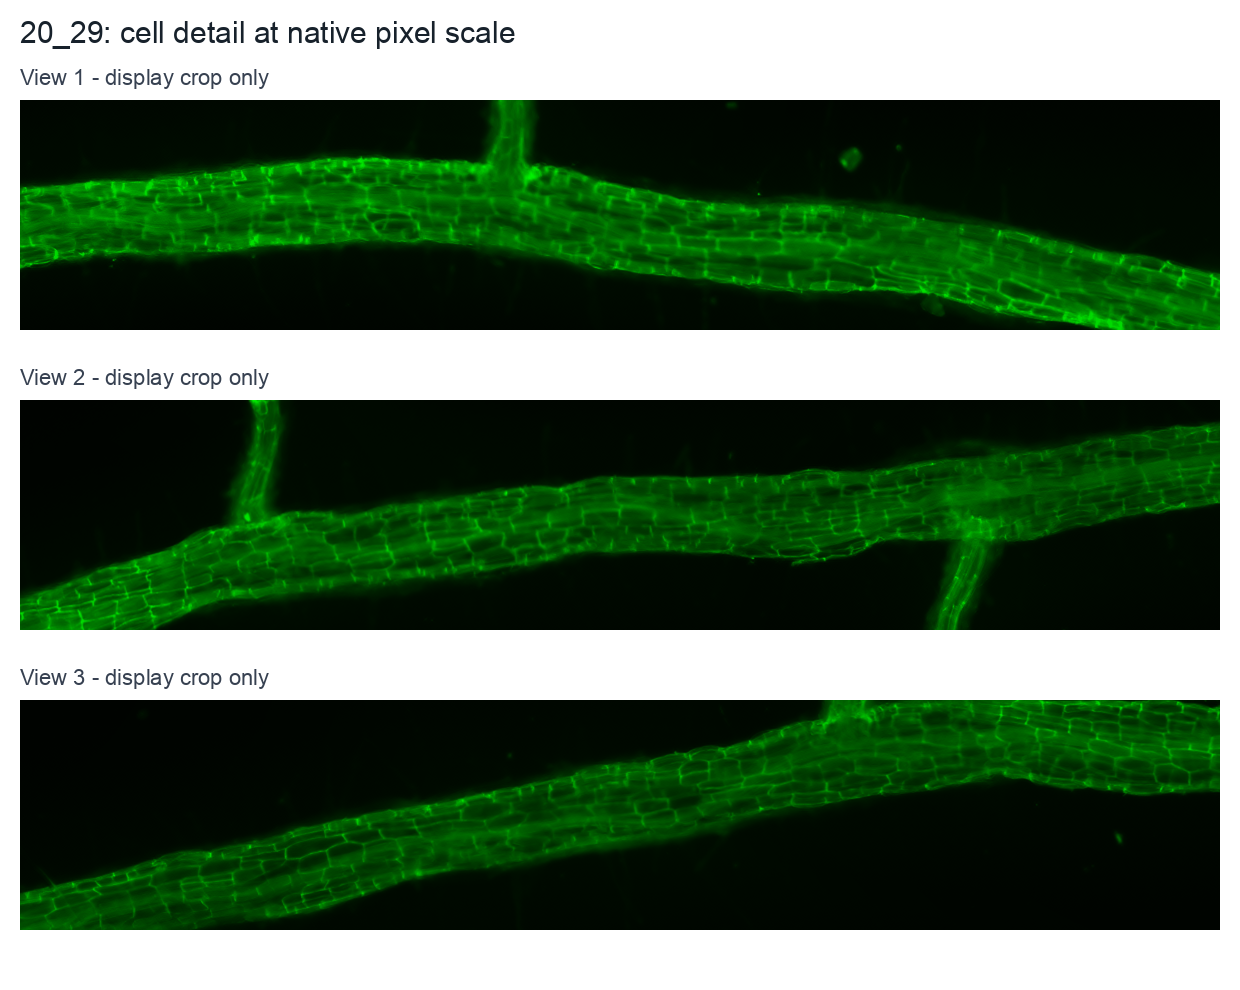 20_29: cell detail at native pixel scale
View 1 - display crop only
View 2 - display crop only
View 3 - display crop only